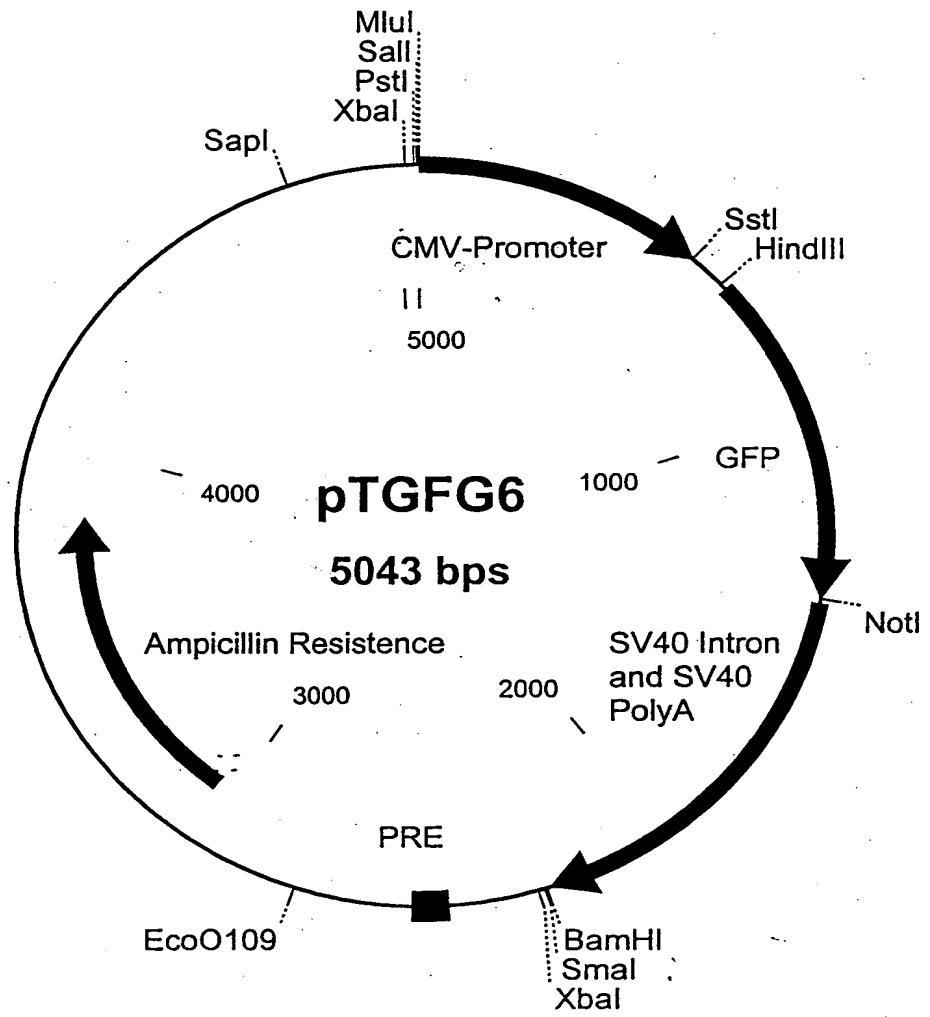 MluI
SalI
PstI
XbaI
SapI
SstI
HindIII
CMV-Promoter
5000
GFP
1000
4000
pTGFG6
5043 bps
NotI
Ampicillin Resistence
SV40 Intron
and SV40
PolyA
3000
2000
PRE
EcoO109
BamHI
SmaI
XbaI